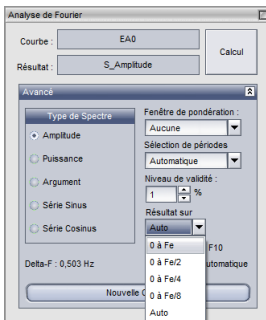 Analyse de Fourier
Courbe : EA0
Calcul
Résultat : S_Amplitude
Avancé
Type de Spectre
Amplitude
Puissance
Argument
Série Sinus
Série Cosinus
Fenêtre de pondération :
Aucune
Sélection de périodes
Automatique
Niveau de validité :
1 %
Résultat sur
Auto
0 à Fe
0 à Fe/2
0 à Fe/4
0 à Fe/8
Auto
F10
utomatique
Delta-F : 0,503 Hz
Nouvelle